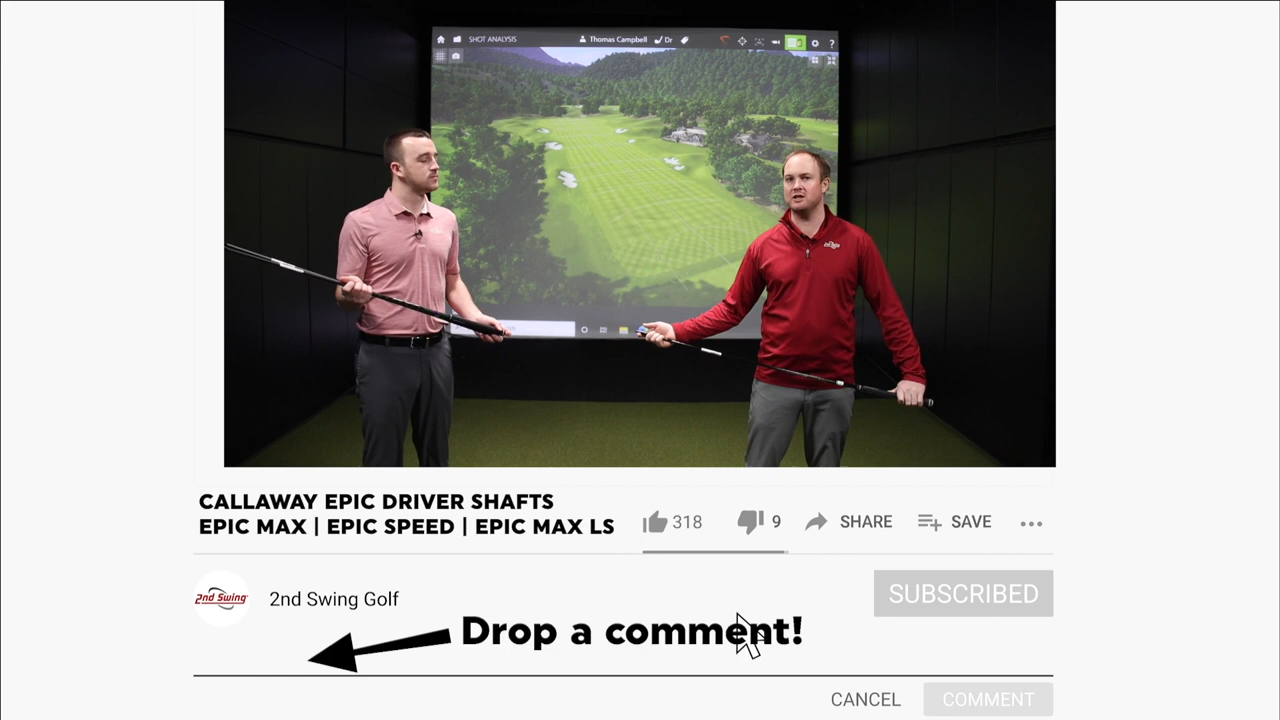 SHOT ANALYSIS
Thomas Campbell
Dr
?
CALLAWAY EPIC DRIVER SHAFTS
EPIC MAX | EPIC SPEED | EPIC MAX LS
318
9
SHARE
SAVE
2nd Swing
2nd Swing Golf
SUBSCRIBED
Drop a comment!
CANCEL
COMMENT